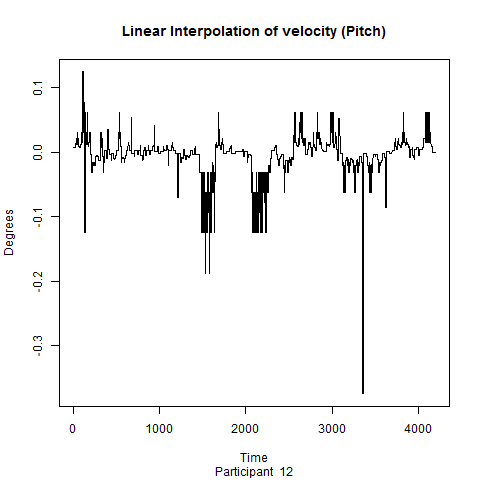 Linear Interpolation of velocity (Pitch)
0.1
0.0
-0.1
-0.2
-0.3
Degrees
0 1000 2000 3000 4000
Time
Participant 12